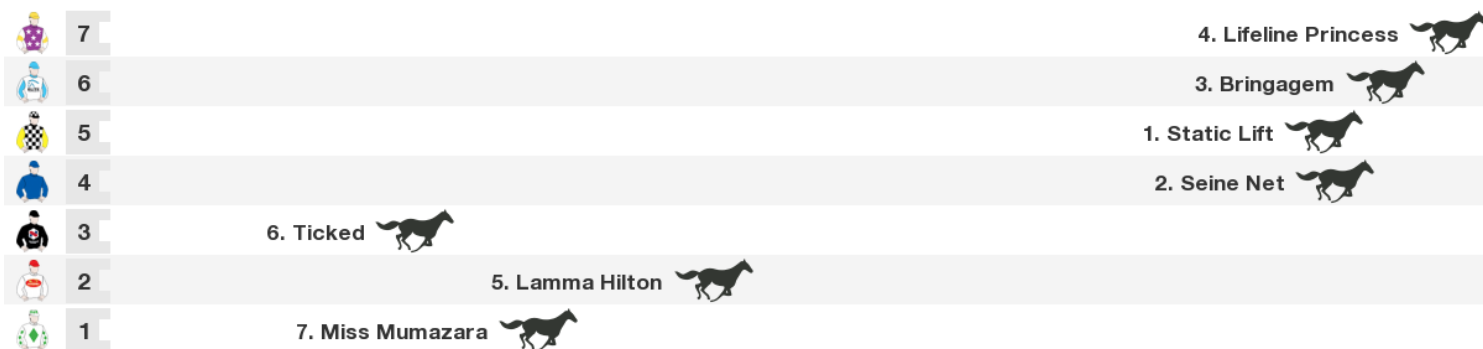 7 4. Lifeline Princess
6 3. Bringagem
5 1. Static Lift
4 2. Seine Net
3 6. Ticked
2 5. Lamma Hilton
1 7. Miss Mumazara